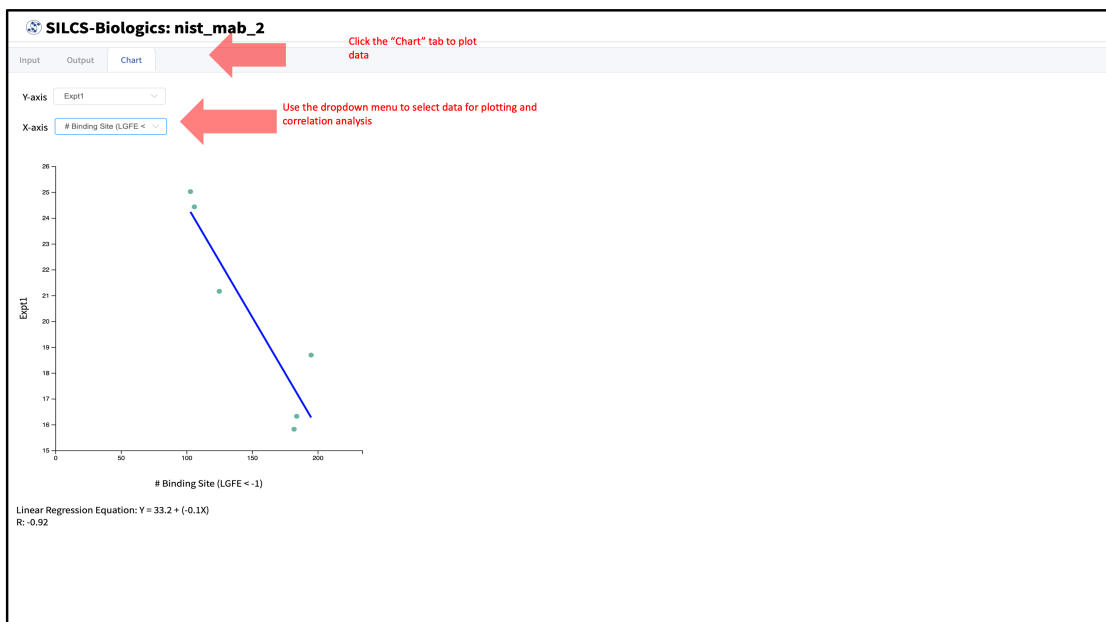 SILCS-Biologics: nist_mab_2
Click the “Chart” tab to plot
data
Input Output Chart
Y-axis Expt1
Use the dropdown menu to select data for plotting and
correlation analysis
X-axis # Binding Site (LGFE <
26
25
24
23
22
21
20
19
18
17
16
15
Expt1
0 50 100 150 200
# Binding Site (LGFE < -1)
Linear Regression Equation: Y = 33.2 + (-0.1X)
R: -0.92